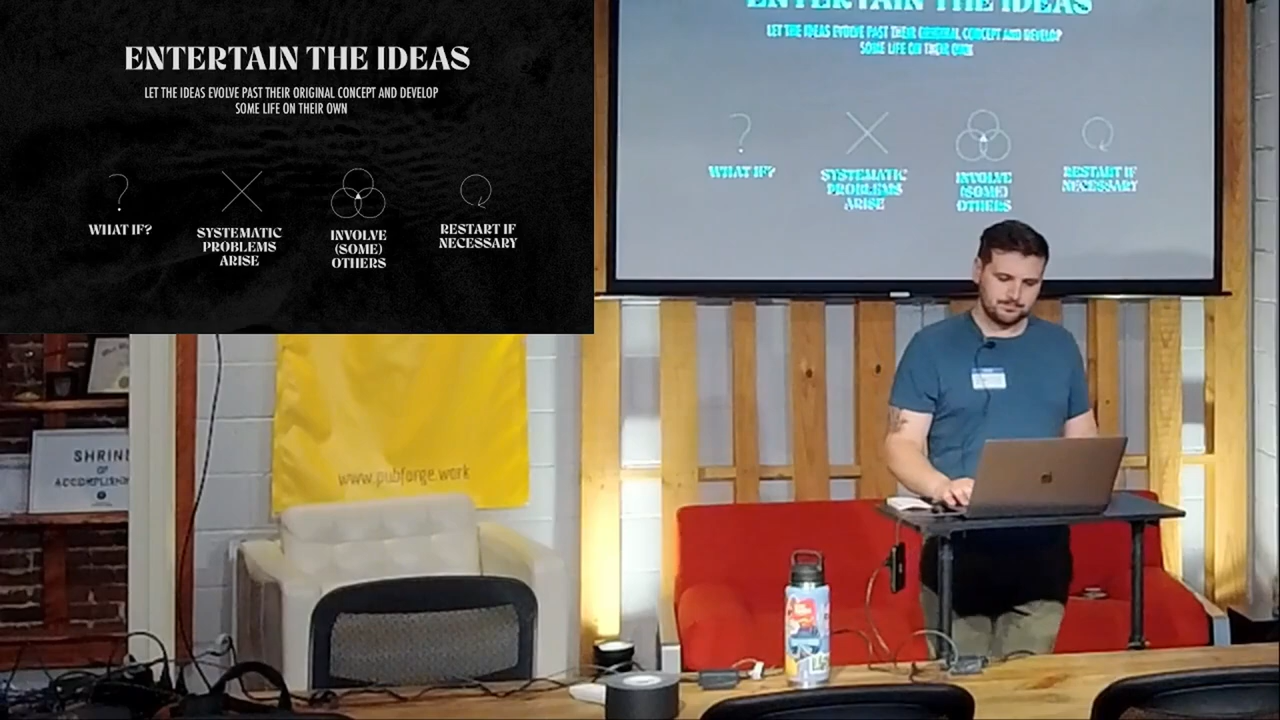 ENTERTAIN THE IDEAS
LET THE IDEAS EVOLVE PAST THEIR ORIGINAL CONCEPT AND DEVELOP
SOME LIFE ON THEIR OWN
WHAT IF?
SYSTEMATIC
PROBLEMS
ARISE
INVOLVE
(SOME)
OTHERS
RESTART IF
NECESSARY
ENTERTAIN THE IDEAS
LET THE IDEAS EVOLVE PAST THEIR ORIGINAL CONCEPT AND DEVELOP
SOME LIFE ON THEIR OWN
WHAT IF?
SYSTEMATIC
PROBLEMS
ARISE
INVOLVE
(SOME)
OTHERS
RESTART IF
NECESSARY
www.pubforge.work
SHRIN
OF
ACCOMPLISHM